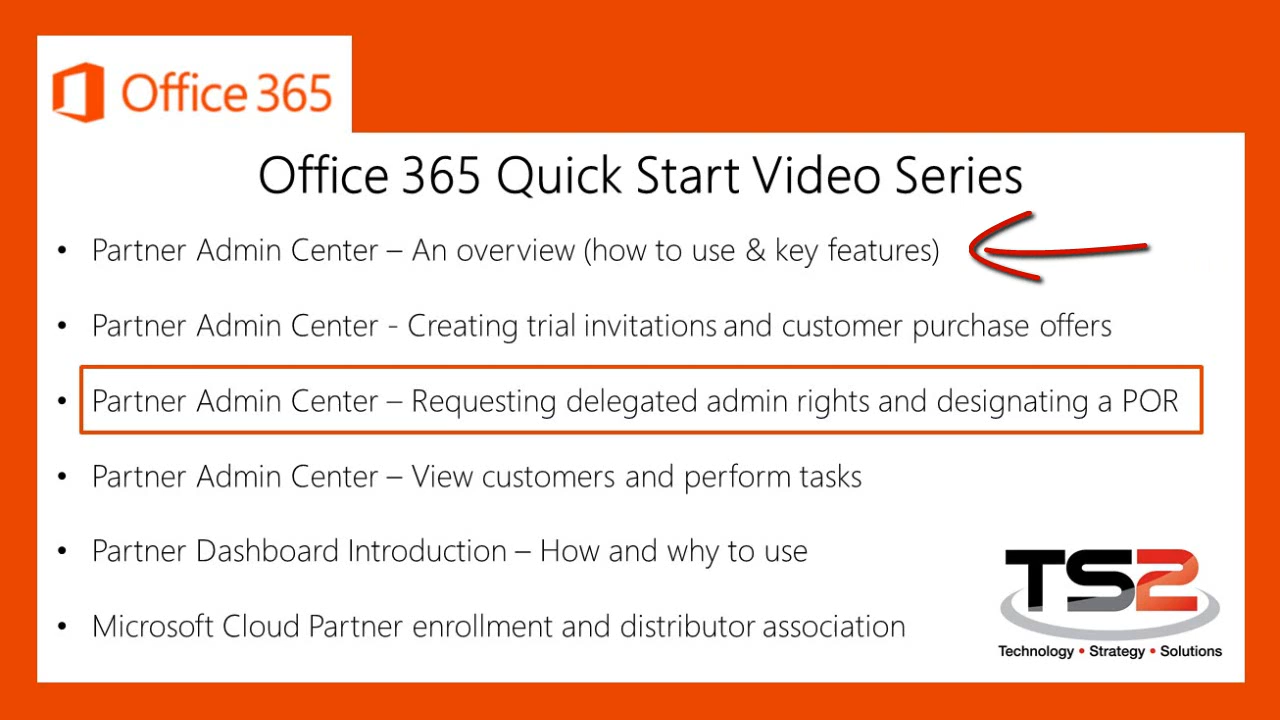 Office 365
Office 365 Quick Start Video Series
• Partner Admin Center – An overview (how to use & key features)
• Partner Admin Center - Creating trial invitations and customer purchase offers
• Partner Admin Center – Requesting delegated admin rights and designating a POR
• Partner Admin Center – View customers and perform tasks
• Partner Dashboard Introduction – How and why to use
• Microsoft Cloud Partner enrollment and distributor association
TS2
Technology • Strategy • Solutions